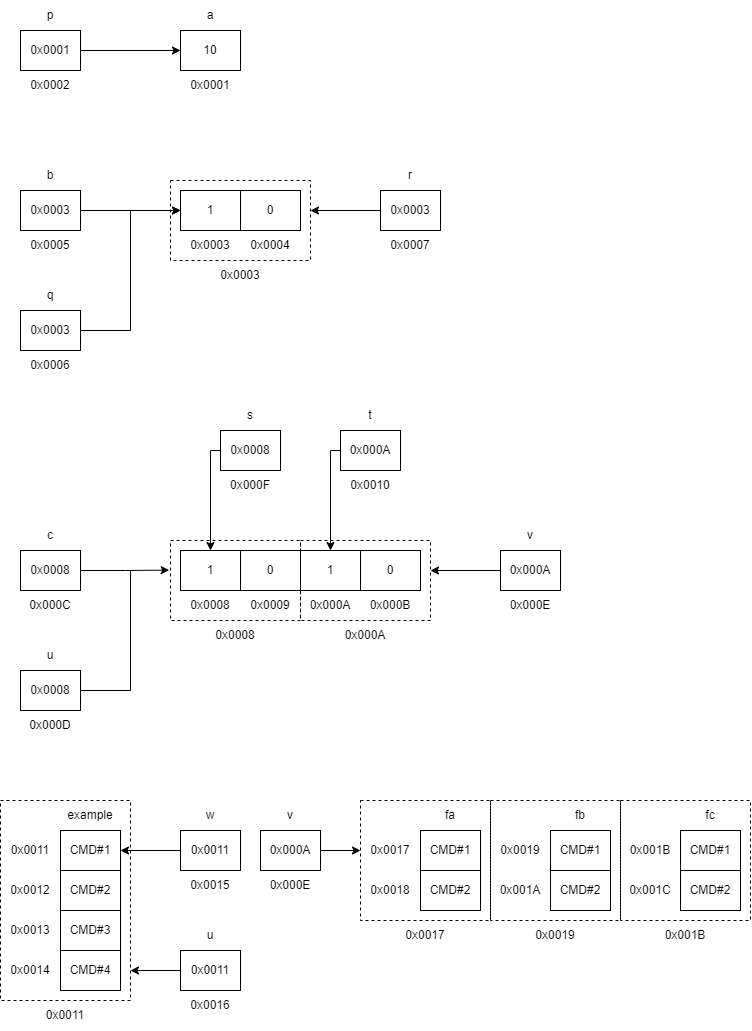 p a
0x0001 10
0x0002 0x0001
b r
0x0003 1 0 0x0003
0x0005 0x0003 0x0004 0x0007
0x0003
q
0x0003
0x0006
s t
0x0008 0x000A
0x000F 0x0010
c v
0x0008 1 0 1 0 0x000A
0x000C 0x0008 0x0009 0x000A 0x000B 0x000E
0x0008 0x000A
u
0x0008
0x000D
example w v fa fb fc
0x0011 CMD#1 0x0011 0x000A 0x0017 CMD#1 0x0019 CMD#1 0x001B CMD#1
0x0012 CMD#2 0x0015 0x000E 0x0018 CMD#2 0x001A CMD#2 0x001C CMD#2
0x0013 CMD#3 u 0x0017 0x0019 0x001B
0x0014 CMD#4 0x0011
0x0011 0x0016